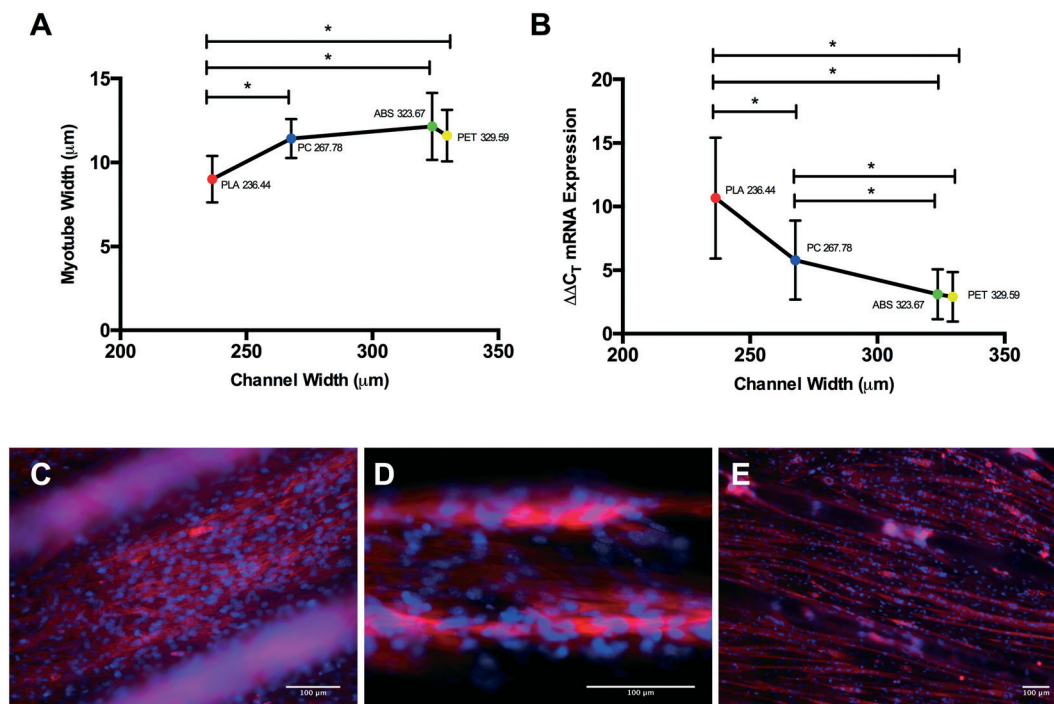 A
*
*
*
15
10
5
0
Myotube Width (μm)
PLA 236.44
PC 267.78
ABS 323.67
PET 329.59
200
250
300
350
Channel Width (μm)
B
*
*
*
*
*
20
15
10
5
0
ΔΔCT mRNA Expression
PLA 236.44
PC 267.78
ABS 323.67
PET 329.59
200
250
300
350
Channel Width (μm)
C
100 μm
D
100 μm
E
100 μm